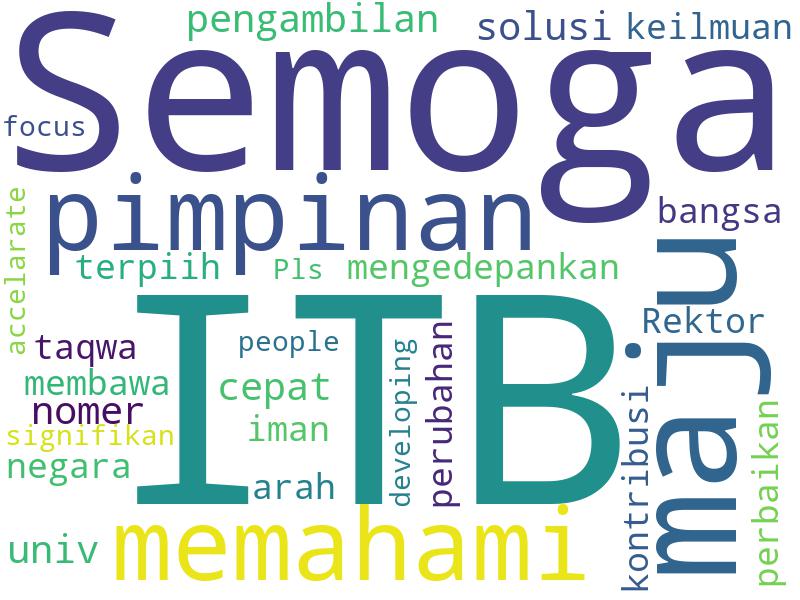 pengambilan
solusi
keilmuan
Semoga
focus
pimpinan
bangsa
accelarate
terpiih
Pls
mengedepankan
ITB
maju
Rektor
taqwa
people
perubahan
developing
membawa
cepat
nomer
iman
signifikan
kontribusi
perbaikan
negara
arah
univ
memahami